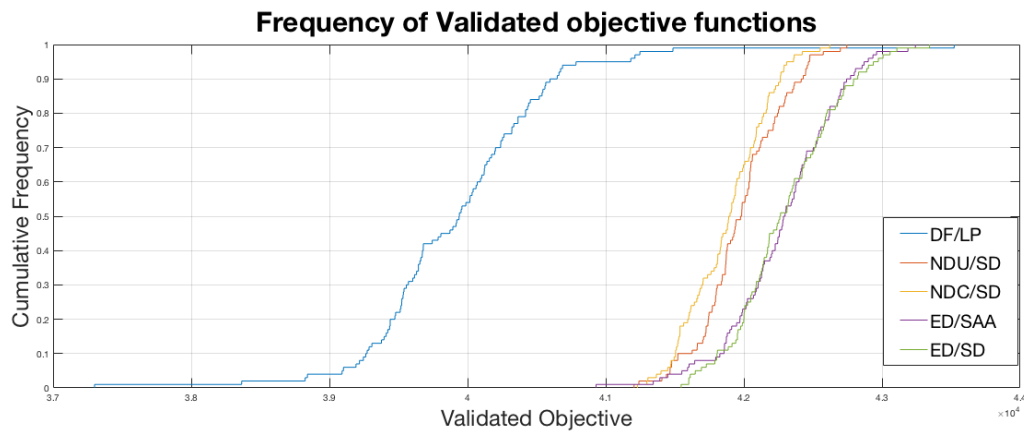 Frequency of Validated objective functions
Cumulative Frequency
1
0.9
0.8
0.7
0.6
0.5
0.4
0.3
0.2
0.1
0
3.7 3.8 3.9 4 4.1 4.2 4.3 4.4
×10⁴
Validated Objective
DF/LP
NDU/SD
NDC/SD
ED/SAA
ED/SD